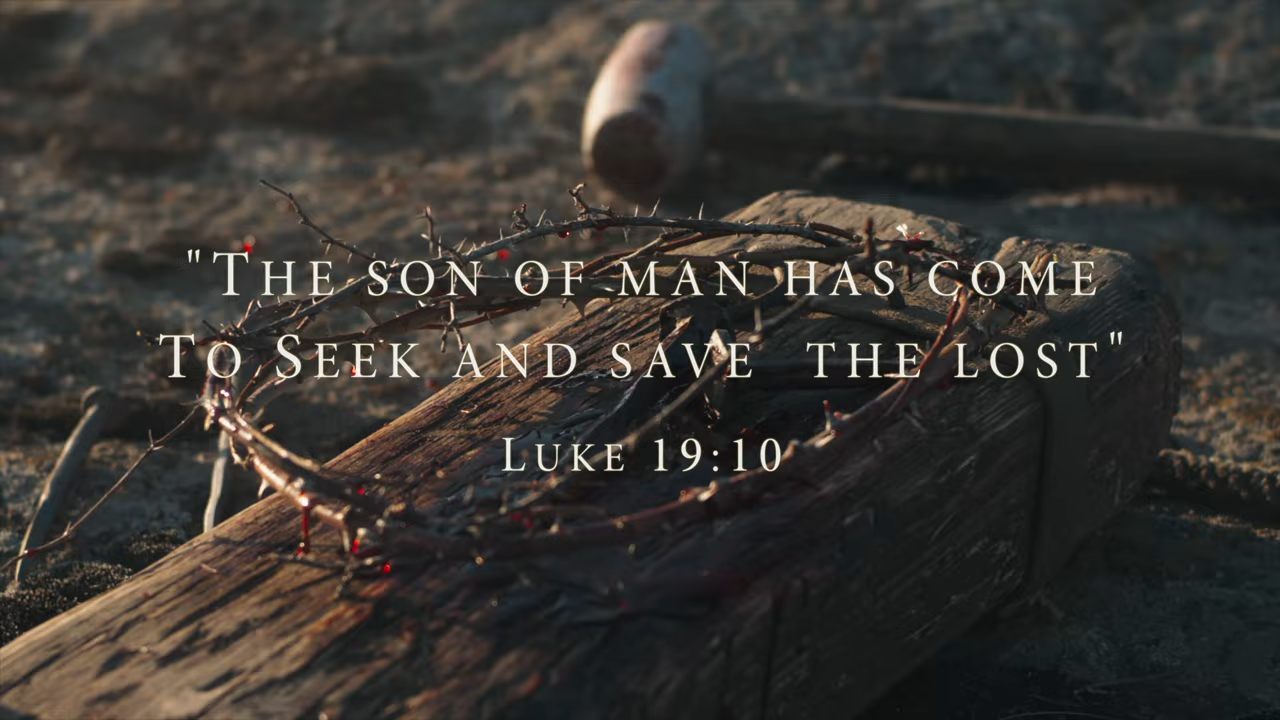 "The son of man has come
To Seek and save  the lost"
Luke 19:10